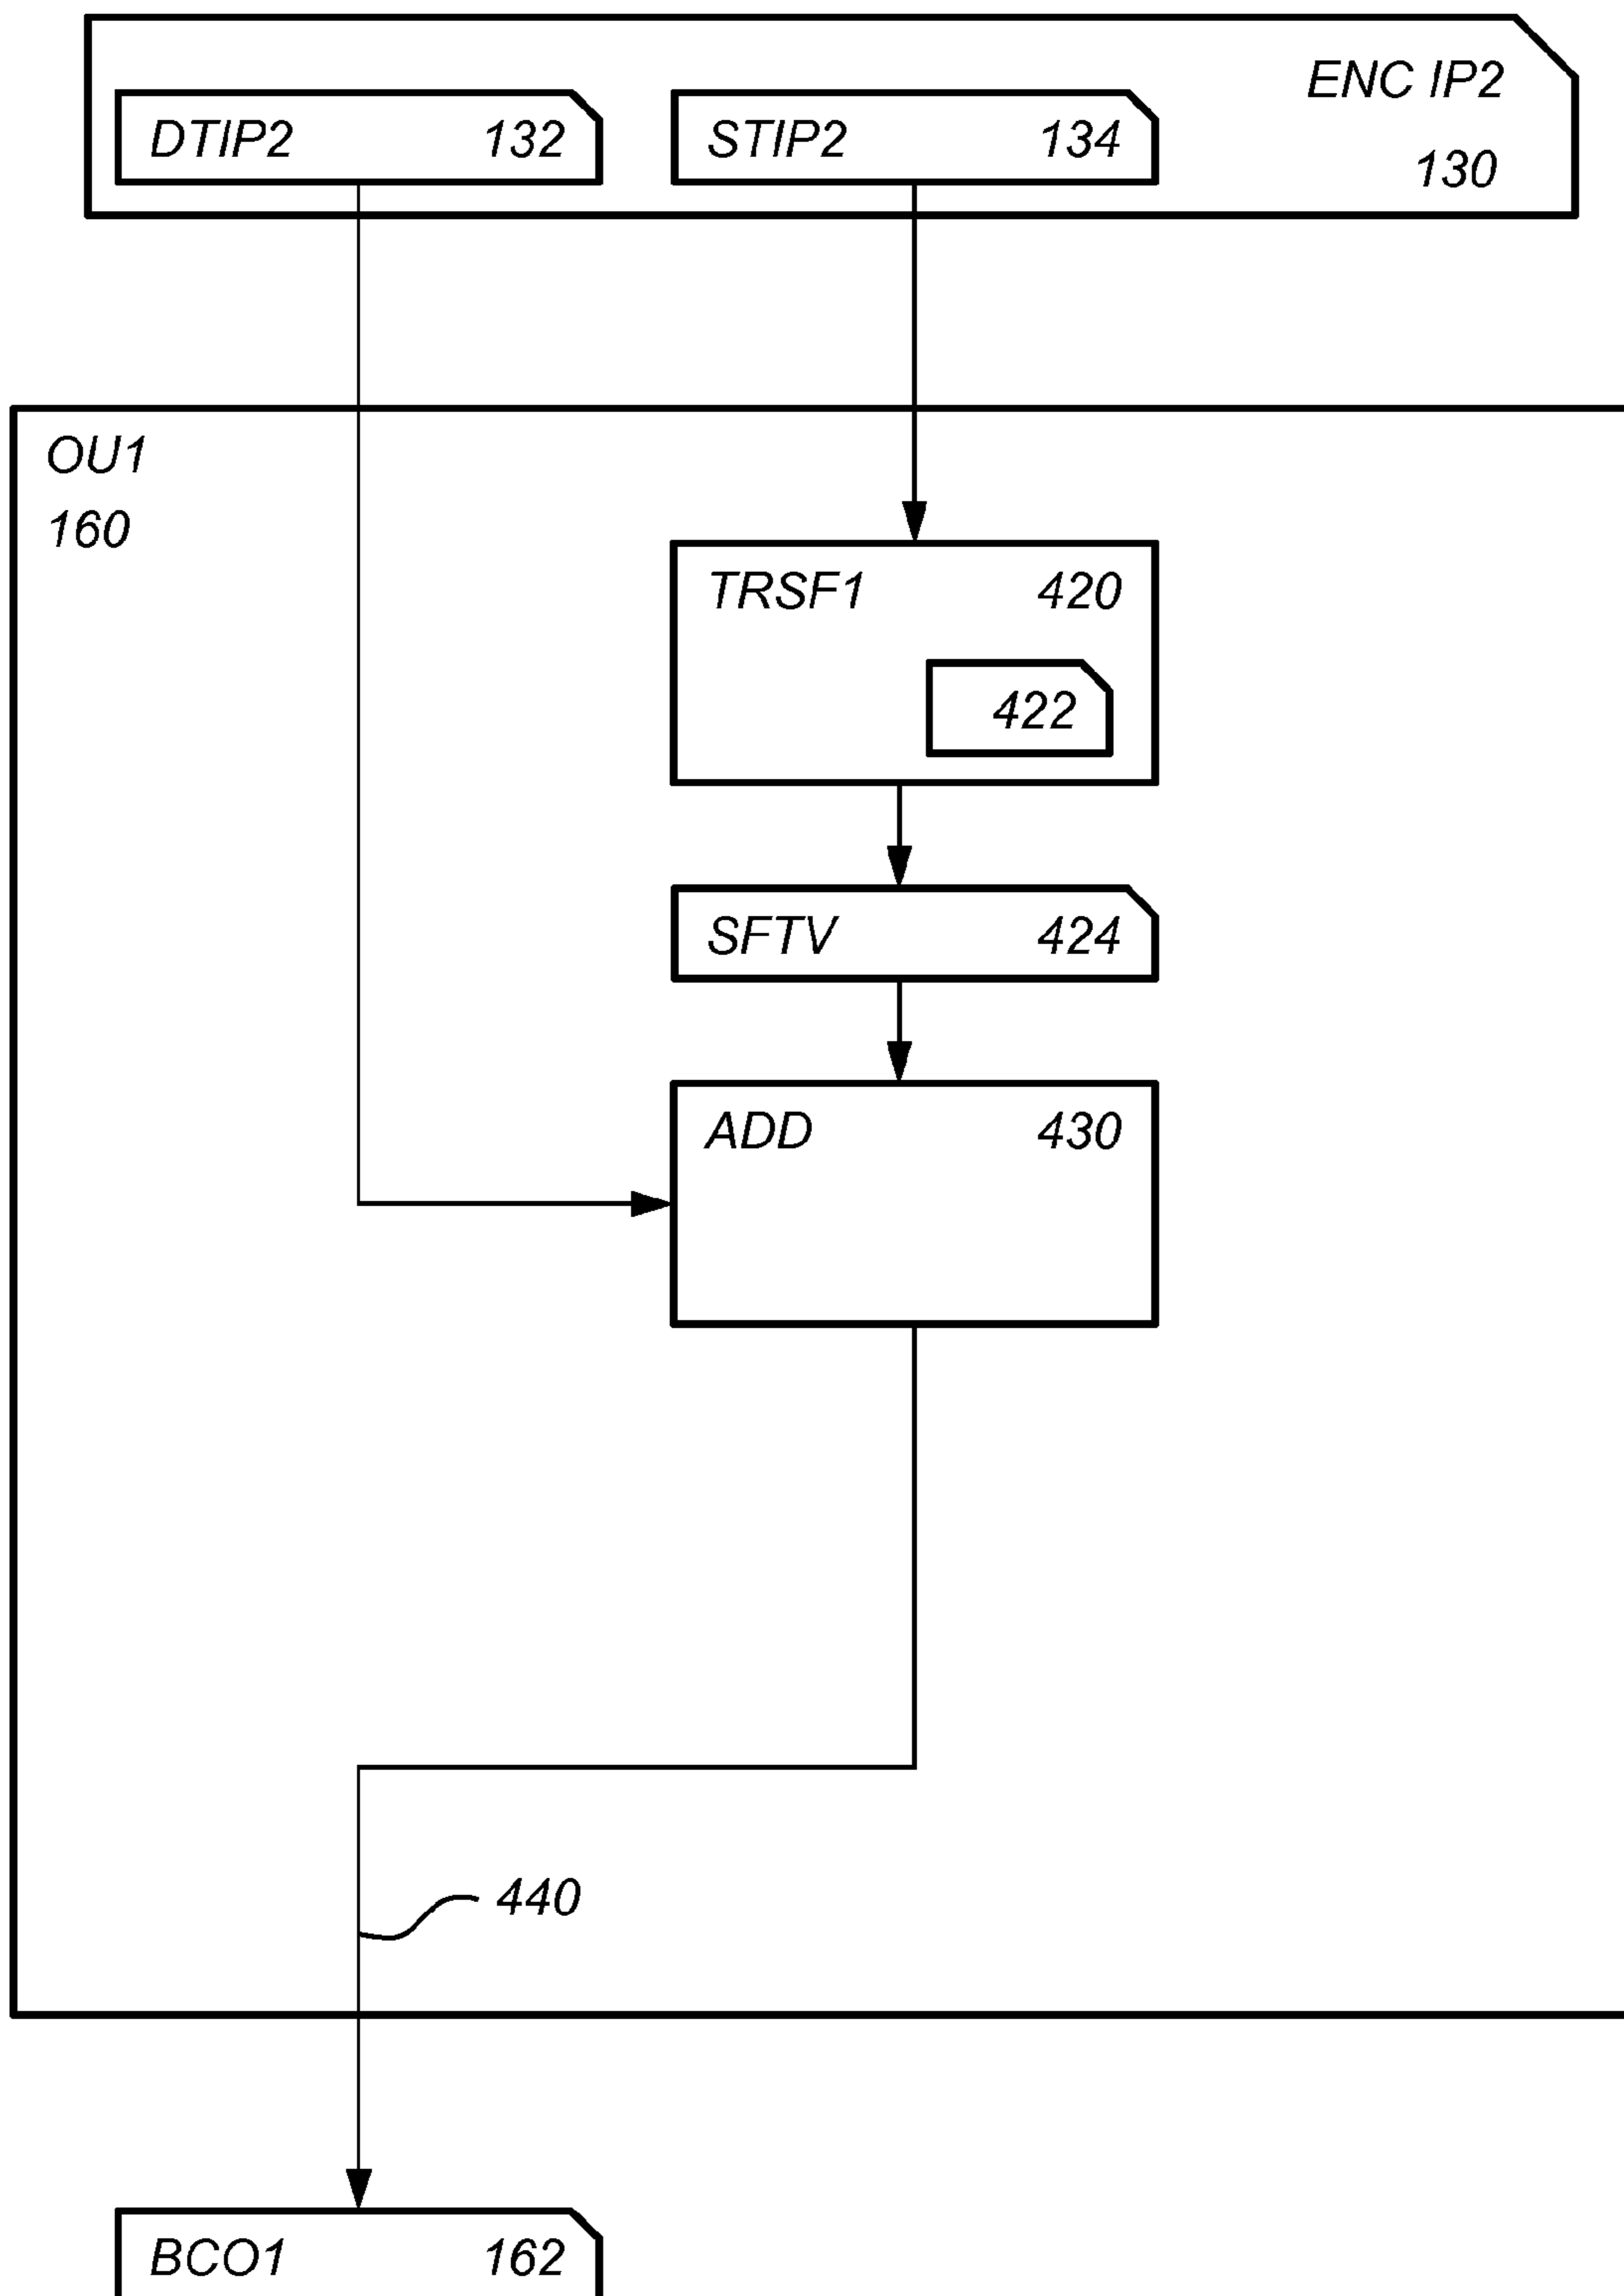 ENC IP2
DTIP2 132
STIP2 134
130
OU1
160
TRSF1 420
422
SFTV 424
ADD 430
440
BCO1 162